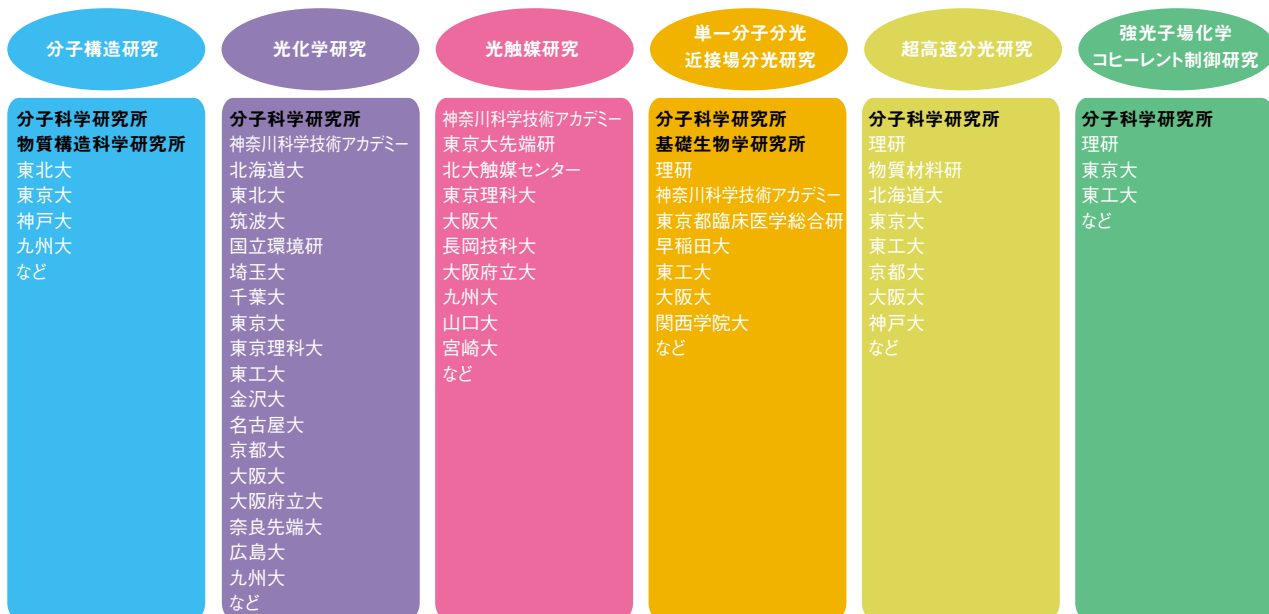 分子構造研究
分子科学研究所
物質構造科学研究所
東北大
東京大
神戸大
九州大
など
光化学研究
分子科学研究所
神奈川科学技術アカデミー
北海道大
東北大
筑波大
国立環境研
埼玉大
千葉大
東京大
東京理科大
東工大
金沢大
名古屋大
京都大
大阪大
大阪府立大
奈良先端大
広島大
九州大
など
光触媒研究
神奈川科学技術アカデミー
東京大先端研
北大触媒センター
東京理科大
大阪大
長岡技科大
大阪府立大
九州大
山口大
宮崎大
など
単一分子分光
近接場分光研究
分子科学研究所
基礎生物学研究所
理研
神奈川科学技術アカデミー
東京都臨床医学総合研
早稲田大
東工大
大阪大
関西学院大
など
超高速分光研究
分子科学研究所
理研
物質材料研
北海道大
東京大
東工大
京都大
大阪大
神戸大
など
強光子場化学
コヒーレント制御研究
分子科学研究所
理研
東京大
東工大
など